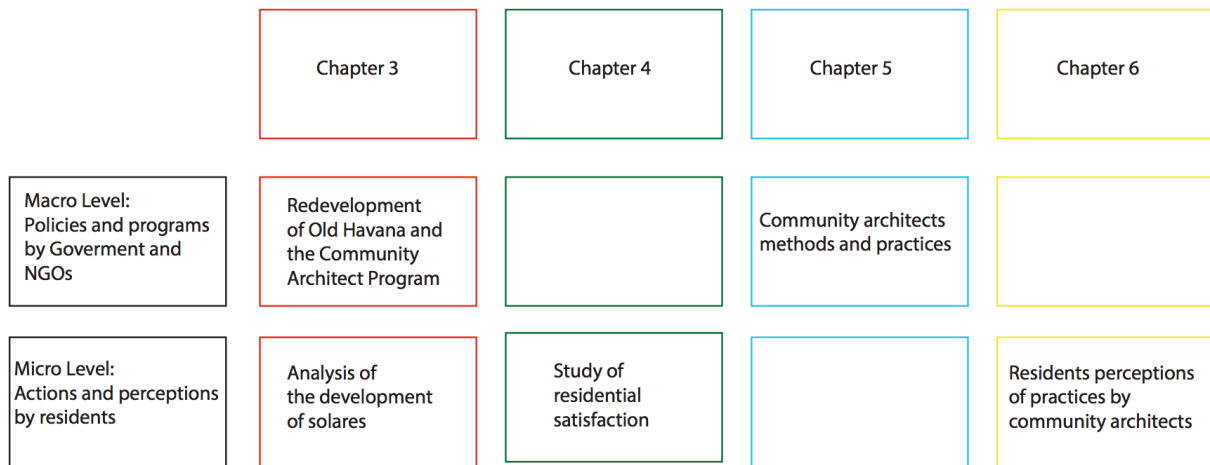 Chapter 3
Chapter 4
Chapter 5
Chapter 6
Macro Level:
Policies and programs
by Goverment and
NGOs
Redevelopment
of Old Havana and
the Community
Architect Program
Community architects
methods and practices
Micro Level:
Actions and perceptions
by residents
Analysis of
the development
of solares
Study of
residential
satisfaction
Residents perceptions
of practices by
community architects